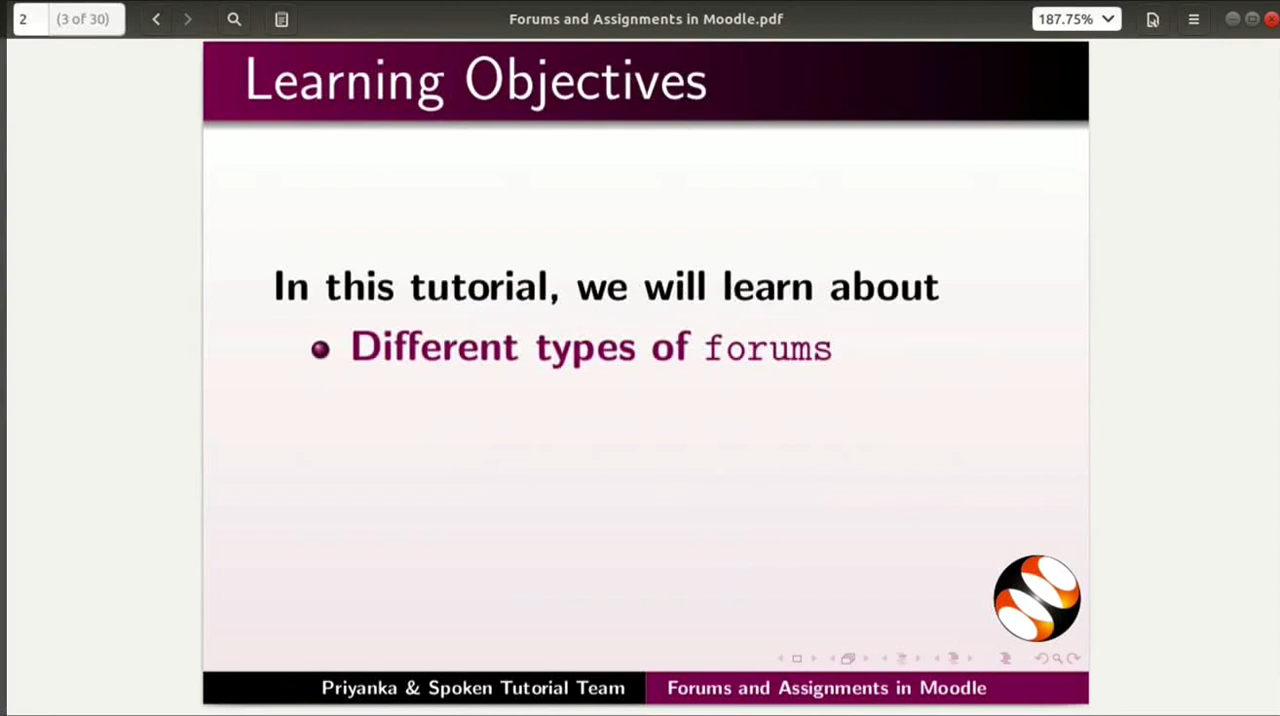 2 (3 of 30) Forums and Assignments in Moodle.pdf 187.75%
Learning Objectives
In this tutorial, we will learn about
Different types of forums
Priyanka & Spoken Tutorial Team Forums and Assignments in Moodle